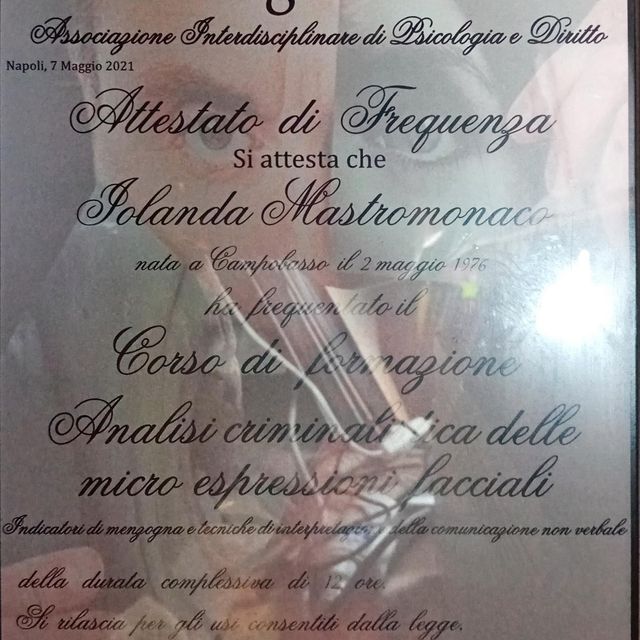 Associazione Interdisciplinare di Psicologia e Diritto
Napoli, 7 Maggio 2021
Attestato di Frequenza
Si attesta che
Iolanda Mastromonaco
nata a Campobasso il 2 maggio 1976
ha frequentato il
Corso di formazione
Analisi criminalistica delle
micro espressioni facciali
Indicatori di menzogna e tecniche di interpretazione della comunicazione non verbale
della durata complessiva di 12 ore.
Si rilascia per gli usi consentiti dalla legge.